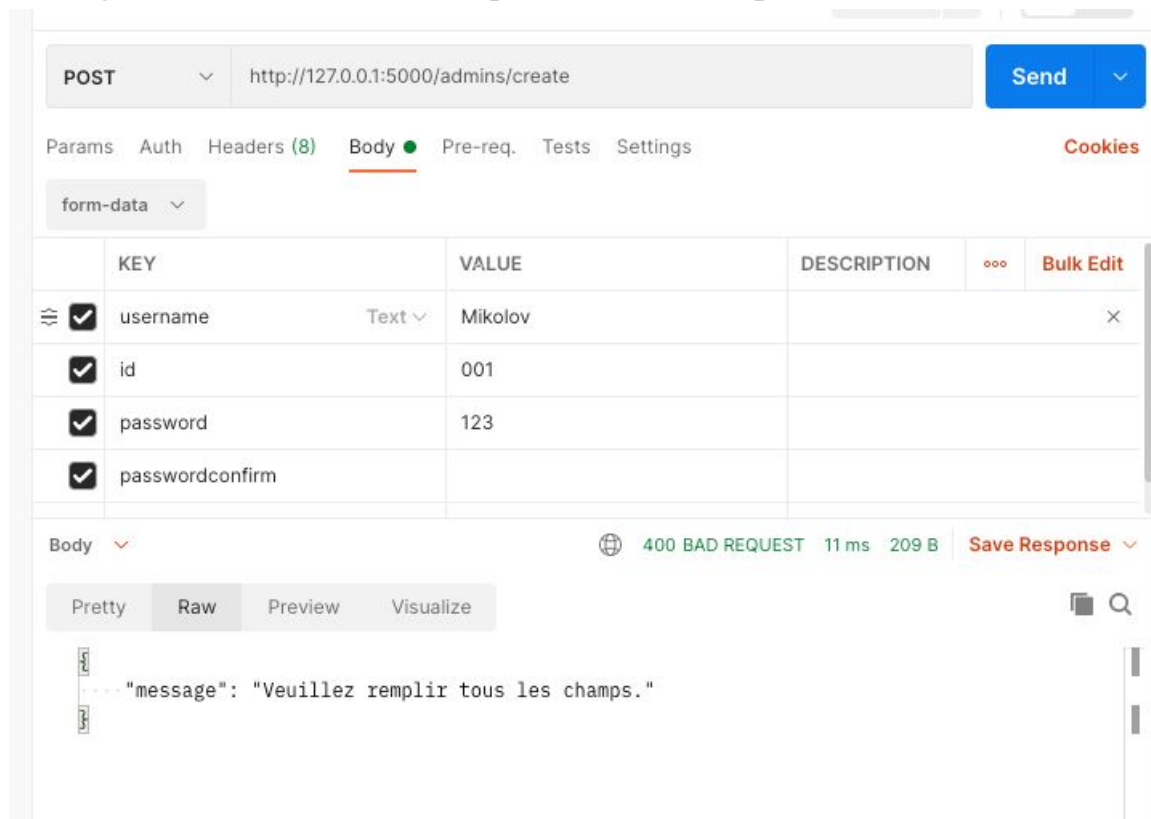 POST http://127.0.0.1:5000/admins/create Send
Params Auth Headers (8) Body Pre-req. Tests Settings Cookies
form-data
KEY VALUE DESCRIPTION ooo Bulk Edit
username Text Mikolov
id 001
password 123
passwordconfirm
Body 400 BAD REQUEST 11 ms 209 B Save Response
Pretty Raw Preview Visualize
{
"message": "Veuillez remplir tous les champs."
}